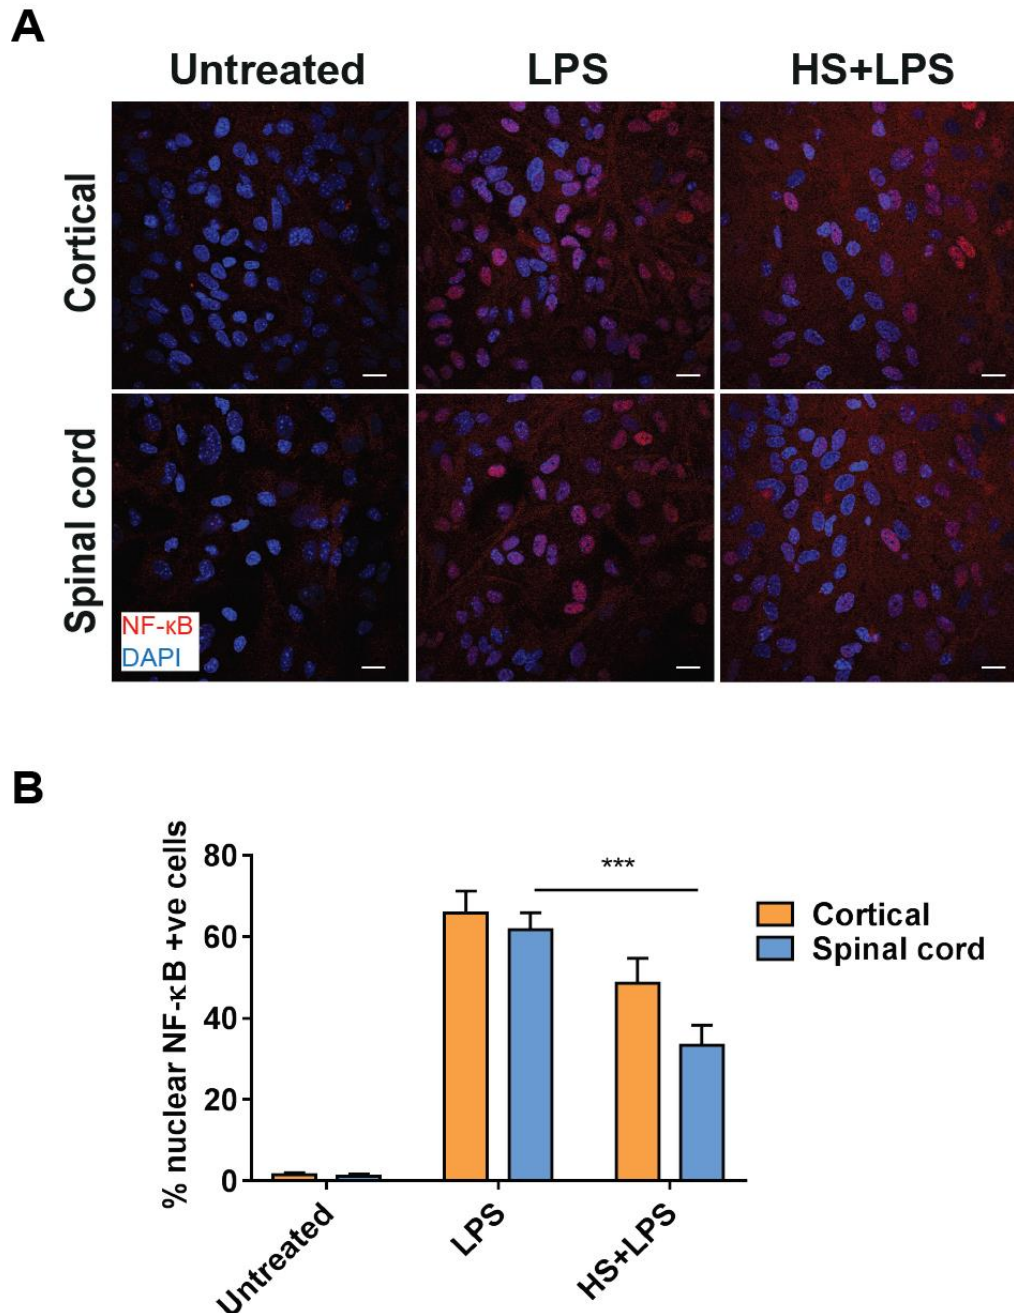 A
Untreated LPS HS+LPS
Cortical
Spinal cord
NF-κB
DAPI
B
% nuclear NF-κB +ve cells
80
60
40
20
0
***
Cortical
Spinal cord
Untreated
LPS
HS+LPS